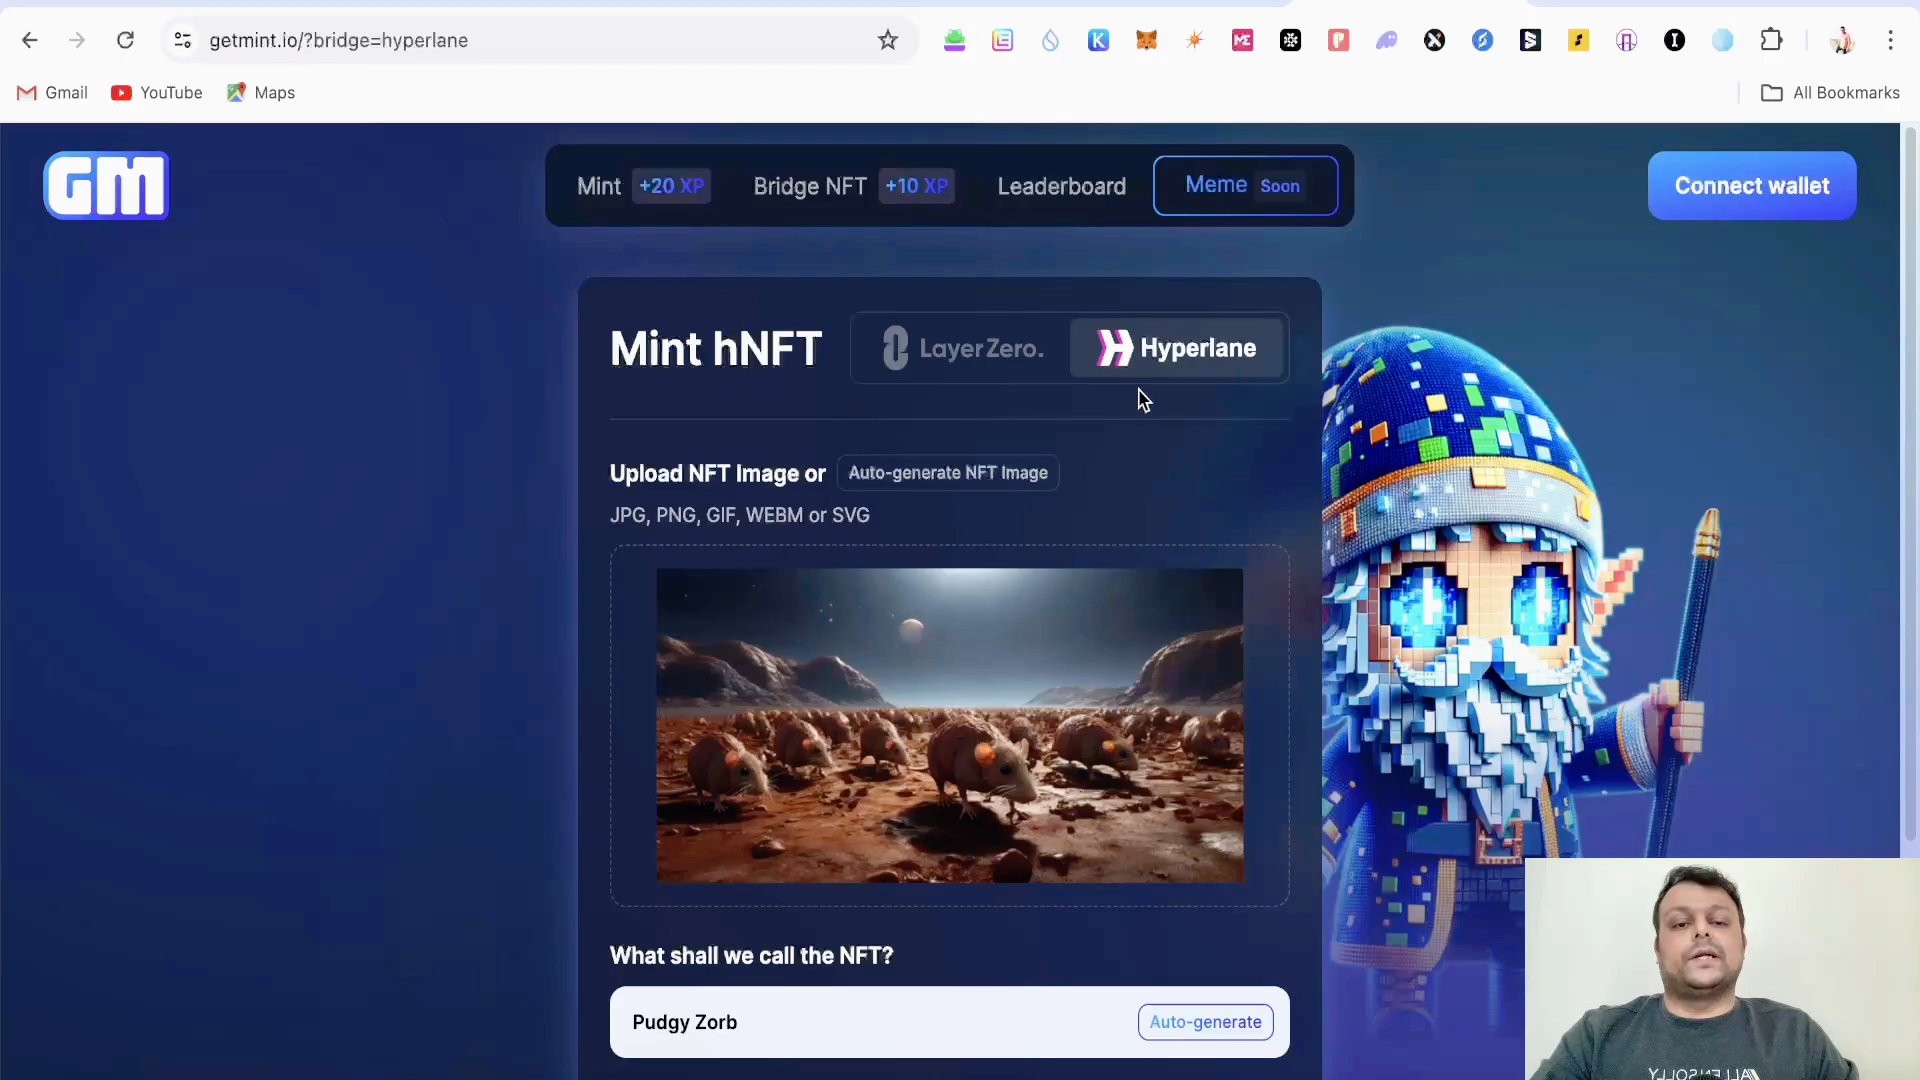 getmint.io/?bridge=hyperlane
Gmail
YouTube
Maps
All Bookmarks
GM
Mint +20 XP
Bridge NFT +10 XP
Leaderboard
Meme Soon
Connect wallet
Mint hNFT
LayerZero.
Hyperlane
Upload NFT Image or Auto-generate NFT Image
JPG, PNG, GIF, WEBM or SVG
What shall we call the NFT?
Pudgy Zorb
Auto-generate
ALLEN SOLLY